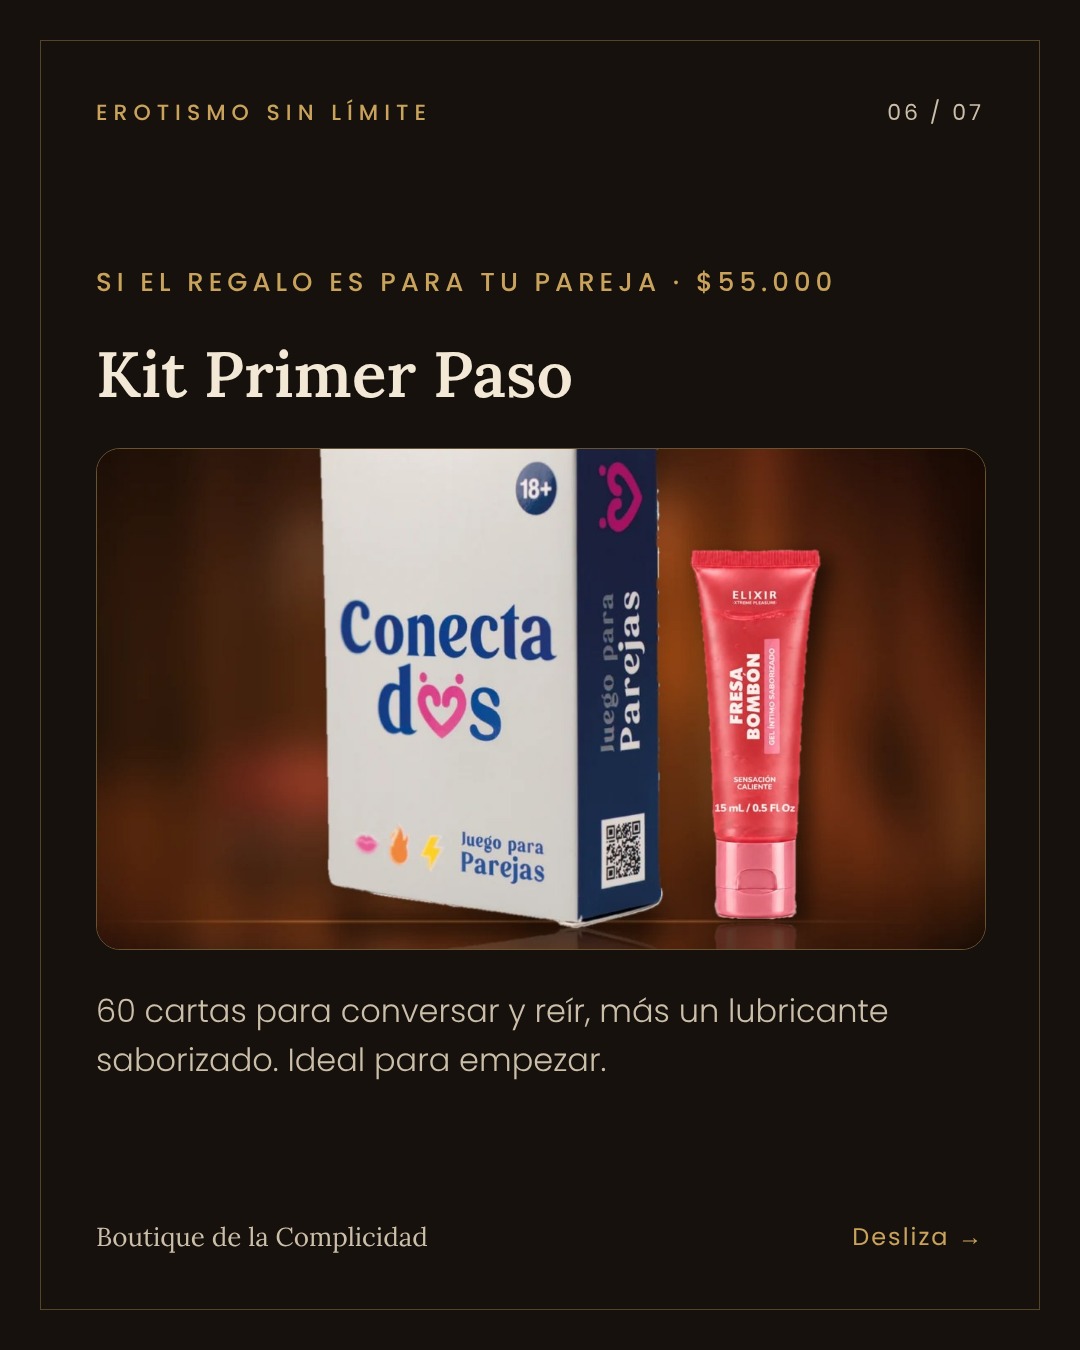 EROTISMO SIN LÍMITE
06 / 07
SI EL REGALO ES PARA TU PAREJA · $55.000
Kit Primer Paso
18+
Conecta
dos
Juego para
Parejas
Juego para
Parejas
ELIXIR
XTREME PLEASURE
FRESA
BOMBÓN
GEL ÍNTIMO SABORIZADO
SENSACIÓN
CALIENTE
15 mL / 0.5 Fl Oz
60 cartas para conversar y reír, más un lubricante
saborizado. Ideal para empezar.
Boutique de la Complicidad
Desliza →